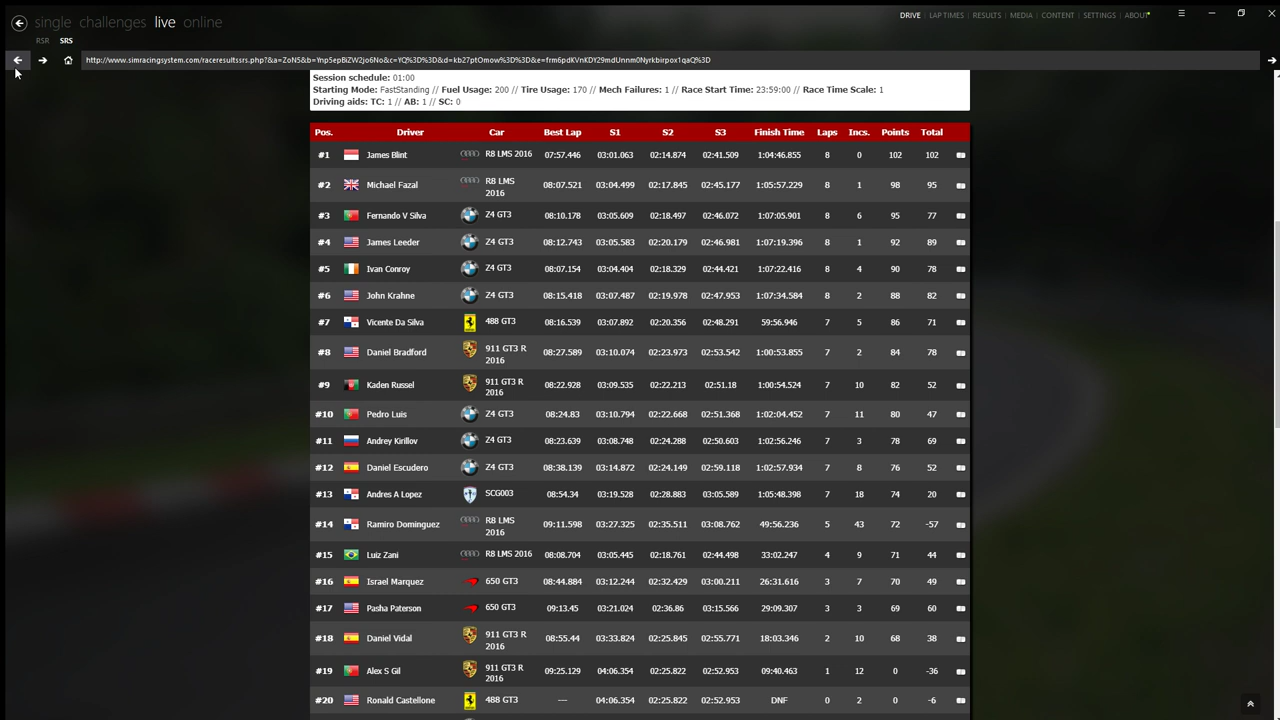 single challenges live online
DRIVE LAP TIMES RESULTS MEDIA CONTENT SETTINGS ABOUT
RSR SRS
Session schedule: 01:00
Starting Mode: FastStanding // Fuel Usage: 200 // Tire Usage: 170 // Mech Failures: 1 // Race Start Time: 23:59:00 // Race Time Scale: 1
Driving aids: TC: 1 // AB: 1 // SC: 0
Pos. Driver Car Best Lap S1 S2 S3 Finish Time Laps Incs. Points Total
#1 James Blint R8 LMS 2016 07:57.446 03:01.063 02:14.874 02:41.509 1:04:46.855 8 0 102 102
#2 Michael Fazal R8 LMS 2016 08:07.521 03:04.499 02:17.845 02:45.177 1:05:57.229 8 1 98 95
#3 Fernando V Silva Z4 GT3 08:10.178 03:05.609 02:18.497 02:46.072 1:07:05.901 8 6 95 77
#4 James Leeder Z4 GT3 08:12.743 03:05.583 02:20.179 02:46.981 1:07:19.396 8 1 92 89
#5 Ivan Conroy Z4 GT3 08:07.154 03:04.404 02:18.329 02:44.421 1:07:22.416 8 4 90 78
#6 John Krahne Z4 GT3 08:15.418 03:07.487 02:19.978 02:47.953 1:07:34.584 8 2 88 82
#7 Vicente Da Silva 488 GT3 08:16.539 03:07.892 02:20.356 02:48.291 59:56.946 7 5 86 71
#8 Daniel Bradford 911 GT3 R 2016 08:27.589 03:10.074 02:23.973 02:53.542 1:00:53.855 7 2 84 78
#9 Kaden Russel 911 GT3 R 2016 08:22.928 03:09.535 02:22.213 02:51.18 1:00:54.524 7 10 82 52
#10 Pedro Luis Z4 GT3 08:24.83 03:10.794 02:22.668 02:51.368 1:02:04.452 7 11 80 47
#11 Andrey Kirillov Z4 GT3 08:23.639 03:08.748 02:24.288 02:50.603 1:02:56.246 7 3 78 69
#12 Daniel Escudero Z4 GT3 08:38.139 03:14.872 02:24.149 02:59.118 1:02:57.934 7 8 76 52
#13 Andres A Lopez SCG003 08:54.34 03:19.528 02:28.883 03:05.589 1:05:48.398 7 18 74 20
#14 Ramiro Dominguez R8 LMS 2016 09:11.598 03:27.325 02:35.511 03:08.762 49:56.236 5 43 72 -57
#15 Luiz Zani R8 LMS 2016 08:08.704 03:05.445 02:18.761 02:44.498 33:02.247 4 9 71 44
#16 Israel Marquez 650 GT3 08:44.884 03:12.244 02:32.429 03:00.211 26:31.616 3 7 70 49
#17 Pasha Paterson 650 GT3 09:13.45 03:21.024 02:36.86 03:15.566 29:09.307 3 3 69 60
#18 Daniel Vidal 911 GT3 R 2016 08:55.44 03:33.824 02:25.845 02:55.771 18:03.346 2 10 68 38
#19 Alex S Gil 911 GT3 R 2016 09:25.129 04:06.354 02:25.822 02:52.953 09:40.463 1 12 0 -36
#20 Ronald Castellone 488 GT3 --- 04:06.354 02:25.822 02:52.953 DNF 0 2 0 -6